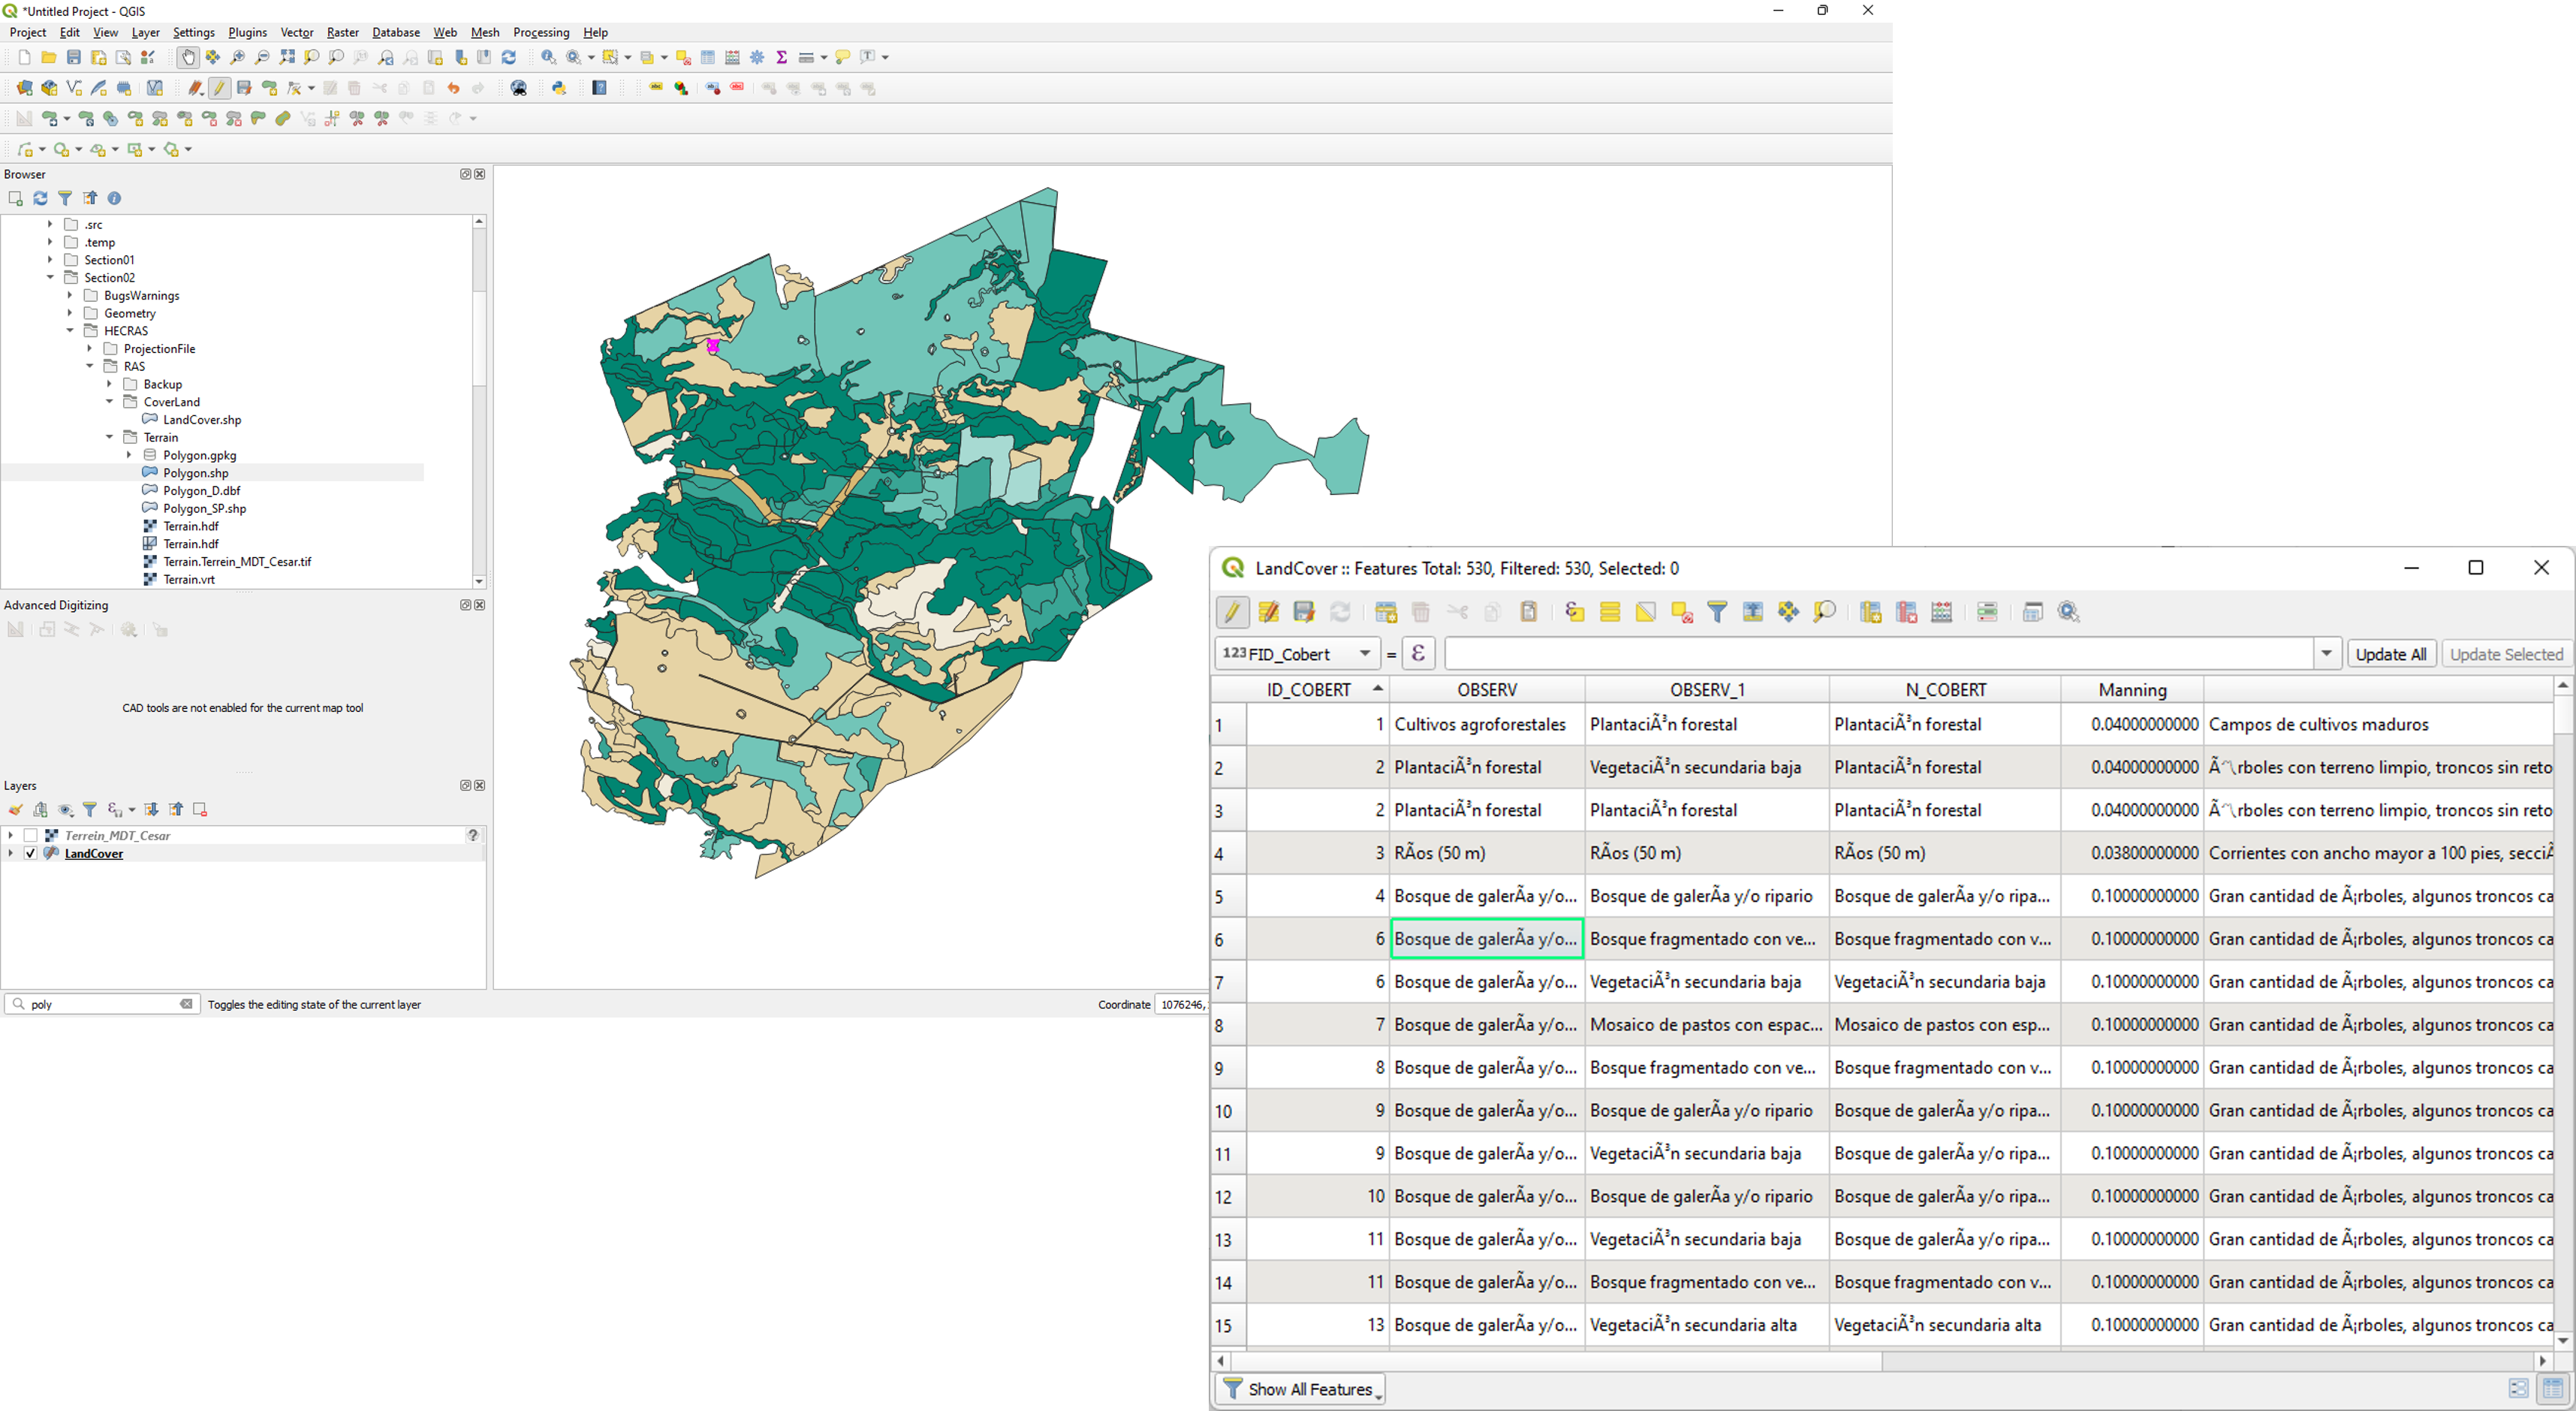 *Untitled Project - QGIS
Project Edit View Layer Settings Plugins Vector Raster Database Web Mesh Processing Help
Browser
.src
.temp
Section01
Section02
BugsWarnings
Geometry
HECRAS
ProjectionFile
RAS
Backup
CoverLand
LandCover.shp
Terrain
Polygon.gpkg
Polygon.shp
Polygon_D.dbf
Polygon_SP.shp
Terrain.hdf
Terrain.hdf
Terrain.Terrein_MDT_Cesar.tif
Terrain.vrt
Advanced Digitizing
CAD tools are not enabled for the current map tool
Layers
Terrein_MDT_Cesar ?
LandCover
poly Toggles the editing state of the current layer Coordinate 1076246,
LandCover :: Features Total: 530, Filtered: 530, Selected: 0
123 FID_Cobert = ε Update All Update Selected
ID_COBERT OBSERV OBSERV_1 N_COBERT Manning
1 1 Cultivos agroforestales PlantaciÃ³n forestal PlantaciÃ³n forestal 0.04000000000 Campos de cultivos maduros
2 2 PlantaciÃ³n forestal VegetaciÃ³n secundaria baja PlantaciÃ³n forestal 0.04000000000 rboles con terreno limpio, troncos sin reto
3 2 PlantaciÃ³n forestal PlantaciÃ³n forestal PlantaciÃ³n forestal 0.04000000000 rboles con terreno limpio, troncos sin reto
4 3 RÃos (50 m) RÃos (50 m) RÃos (50 m) 0.03800000000 Corrientes con ancho mayor a 100 pies, secciÃ
5 4 Bosque de galerÃa y/o... Bosque de galerÃa y/o ripario Bosque de galerÃa y/o ripa... 0.10000000000 Gran cantidad de Ã¡rboles, algunos troncos ca
6 6 Bosque de galerÃa y/o... Bosque fragmentado con ve... Bosque fragmentado con v... 0.10000000000 Gran cantidad de Ã¡rboles, algunos troncos ca
7 6 Bosque de galerÃa y/o... VegetaciÃ³n secundaria baja VegetaciÃ³n secundaria baja 0.10000000000 Gran cantidad de Ã¡rboles, algunos troncos ca
8 7 Bosque de galerÃa y/o... Mosaico de pastos con espac... Mosaico de pastos con esp... 0.10000000000 Gran cantidad de Ã¡rboles, algunos troncos ca
9 8 Bosque de galerÃa y/o... Bosque fragmentado con ve... Bosque fragmentado con v... 0.10000000000 Gran cantidad de Ã¡rboles, algunos troncos ca
10 9 Bosque de galerÃa y/o... Bosque de galerÃa y/o ripario Bosque de galerÃa y/o ripa... 0.10000000000 Gran cantidad de Ã¡rboles, algunos troncos ca
11 9 Bosque de galerÃa y/o... VegetaciÃ³n secundaria baja Bosque de galerÃa y/o ripa... 0.10000000000 Gran cantidad de Ã¡rboles, algunos troncos ca
12 10 Bosque de galerÃa y/o... Bosque de galerÃa y/o ripario Bosque de galerÃa y/o ripa... 0.10000000000 Gran cantidad de Ã¡rboles, algunos troncos ca
13 11 Bosque de galerÃa y/o... VegetaciÃ³n secundaria baja Bosque de galerÃa y/o ripa... 0.10000000000 Gran cantidad de Ã¡rboles, algunos troncos ca
14 11 Bosque de galerÃa y/o... Bosque fragmentado con ve... Bosque fragmentado con v... 0.10000000000 Gran cantidad de Ã¡rboles, algunos troncos ca
15 13 Bosque de galerÃa y/o... VegetaciÃ³n secundaria alta VegetaciÃ³n secundaria alta 0.10000000000 Gran cantidad de Ã¡rboles, algunos troncos ca
Show All Features